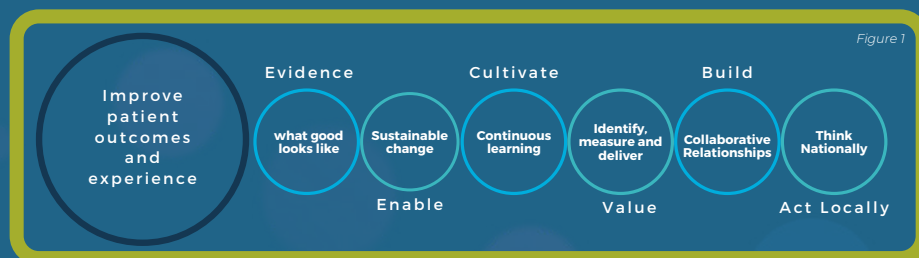 Figure 1
Improve
patient
outcomes
and
experience
Evidence
what good
looks like
Sustainable
change
Enable
Cultivate
Continuous
learning
Identify,
measure and
deliver
Value
Build
Collaborative
Relationships
Think
Nationally
Act Locally